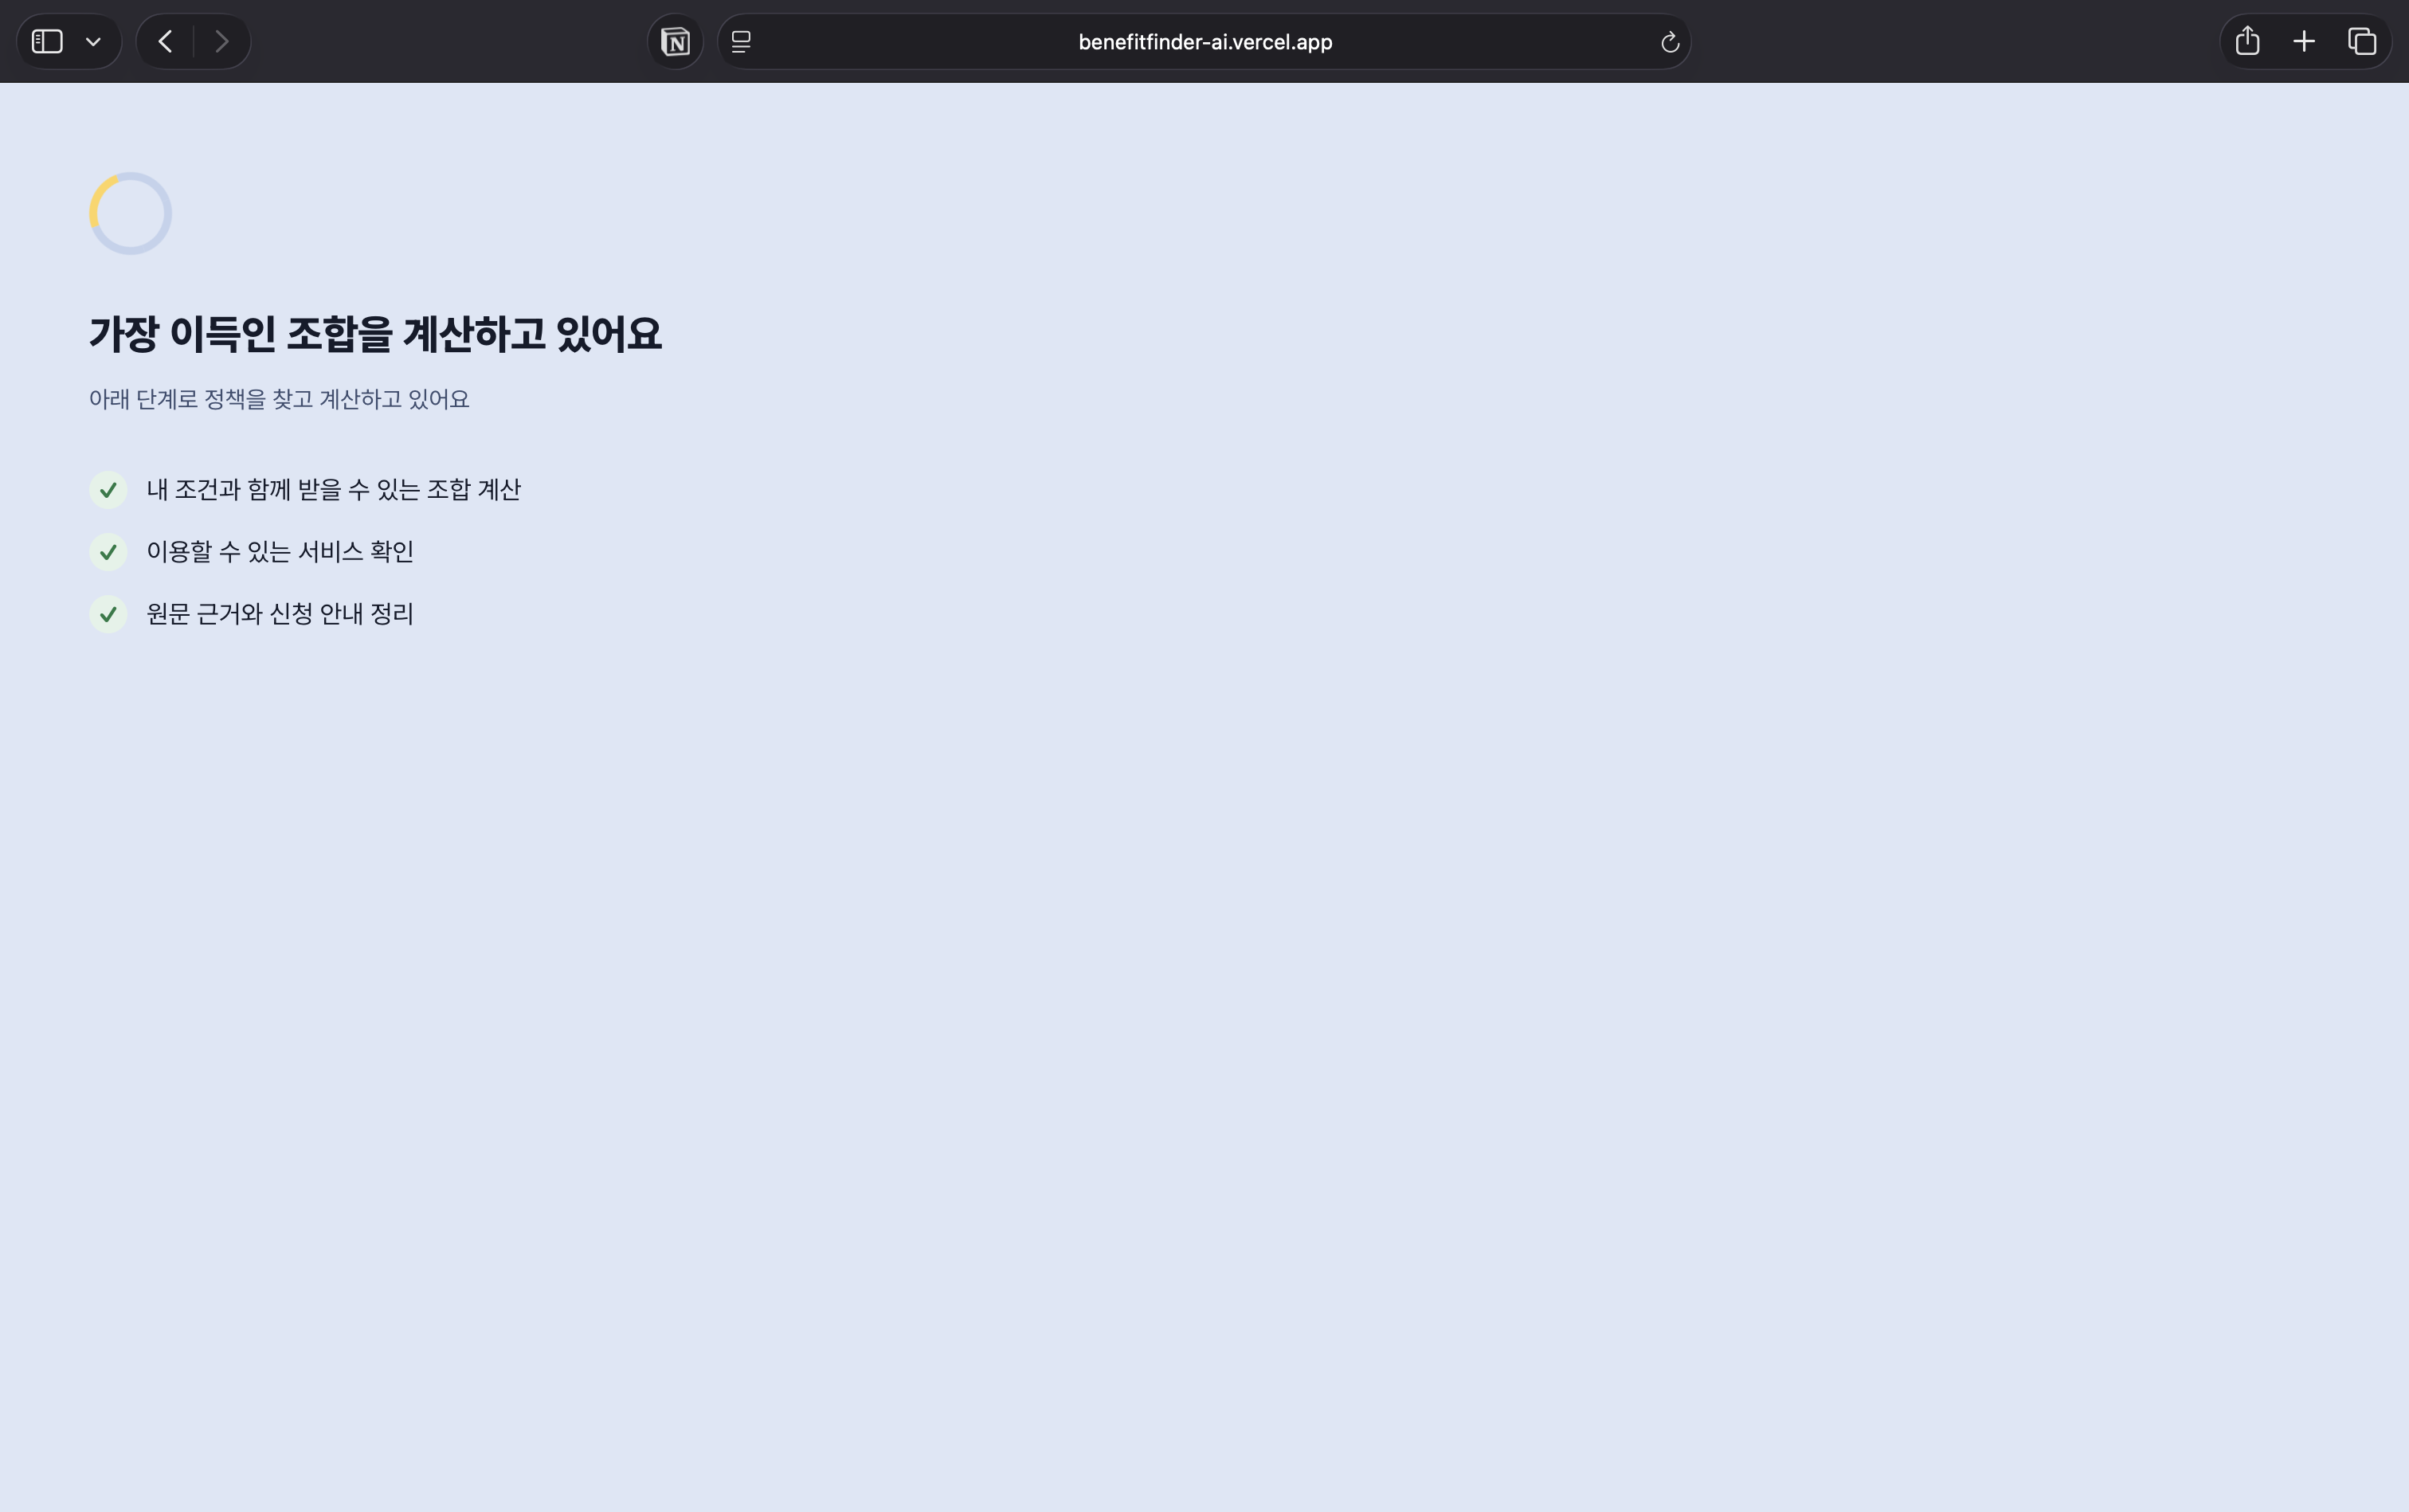 benefitfinder-ai.vercel.app
가장 이득인 조합을 계산하고 있어요
아래 단계로 정책을 찾고 계산하고 있어요
내 조건과 함께 받을 수 있는 조합 계산
이용할 수 있는 서비스 확인
원문 근거와 신청 안내 정리